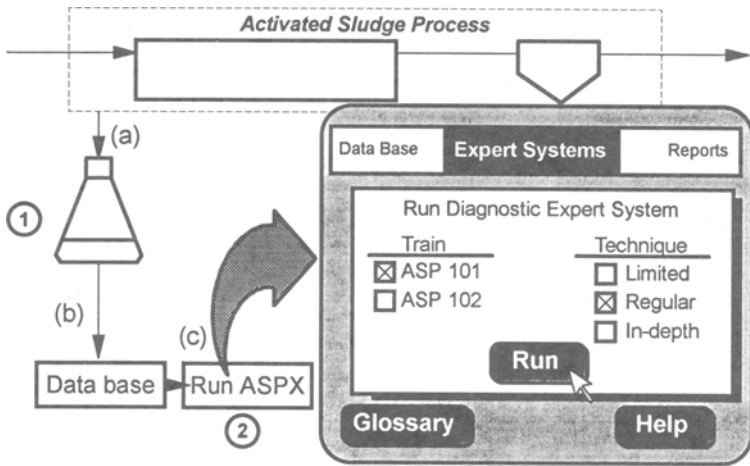 Activated Sludge Process
(a)
1
(b)
Data base
(c)
Run ASPX
2
Data Base
Expert Systems
Reports
Run Diagnostic Expert System
Train
ASP 101
ASP 102
Technique
Limited
Regular
In-depth
Run
Glossary
Help